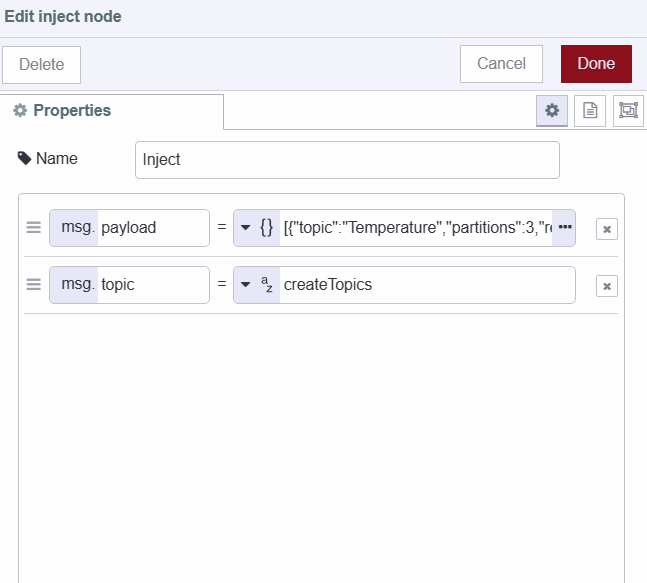 Edit inject node
Delete Cancel Done
Properties
Name Inject
msg. payload = {} [{"topic":"Temperature","partitions":3,"re
msg. topic = az createTopics